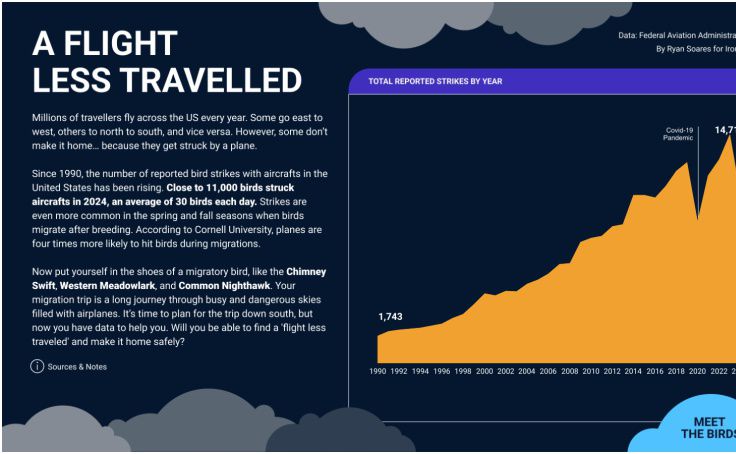 A FLIGHT
LESS TRAVELLED
Millions of travellers fly across the US every year. Some go east to
west, others to north to south, and vice versa. However, some don't
make it home... because they get struck by a plane.
Since 1990, the number of reported bird strikes with aircrafts in the
United States has been rising. Close to 11,000 birds struck
aircrafts in 2024, an average of 30 birds each day. Strikes are
even more common in the spring and fall seasons when birds
migrate after breeding. According to Cornell University, planes are
four times more likely to hit birds during migrations.
Now put yourself in the shoes of a migratory bird, like the Chimney
Swift, Western Meadowlark, and Common Nighthawk. Your
migration trip is a long journey through busy and dangerous skies
filled with airplanes. It's time to plan for the trip down south, but
now you have data to help you. Will you be able to find a 'flight less
traveled' and make it home safely?
i Sources & Notes
Data: Federal Aviation Administra
By Ryan Soares for
TOTAL REPORTED STRIKES BY YEAR
Covid-19
Pandemic
14,71
1,743
1990 1992 1994 1996 1998 2000 2002 2004 2006 2008 2010 2012 2014 2016 2018 2020 2022
MEET
THE BIRDS